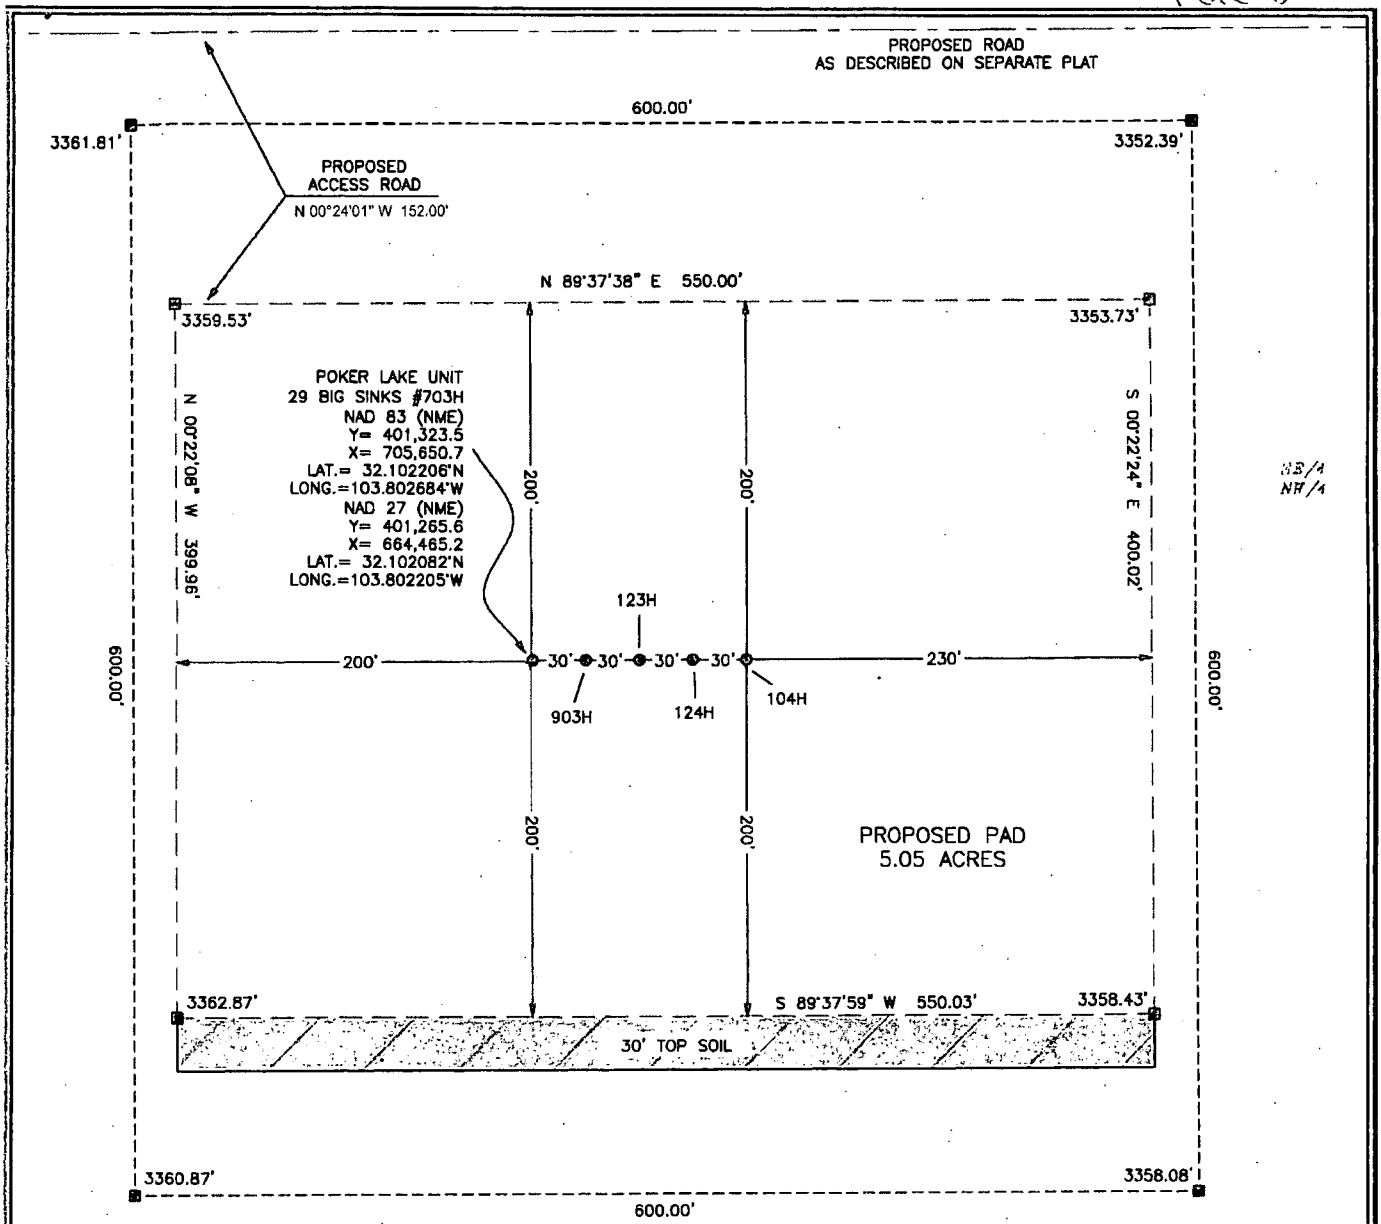 PROPOSED ROAD
AS DESCRIBED ON SEPARATE PLAT
600.00'
3361.81'
3352.39'
PROPOSED
ACCESS ROAD
N 00°24'01" W 152.00'
N 89°37'38" E 550.00'
3359.53'
3353.73'
POKER LAKE UNIT
29 BIG SINKS #703H
NAD 83 (NME)
Y= 401,323.5
X= 705,650.7
LAT.= 32.102206°N
LONG.=103.802684°W
NAD 27 (NME)
Y= 401,265.6
X= 664,465.2
LAT.= 32.102082°N
LONG.=103.802205°W
N 00°22'08" W 399.96'
S 00°22'24" E 400.02'
200'
200'
NE/4
NW/4
123H
600.00'
200'
30'
30'
30'
30'
230'
600.00'
903H
124H
104H
200'
200'
PROPOSED PAD
5.05 ACRES
3362.87'
S 89°37'59" W 550.03'
3358.43'
30' TOP SOIL
3360.87'
3358.08'
600.00'